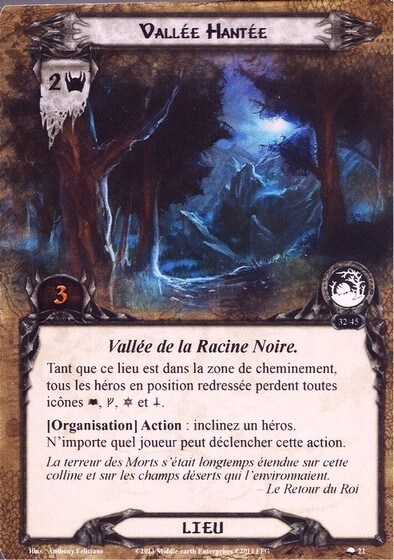 Vallée Hantée
2
3
32-45
Vallée de la Racine Noire.
Tant que ce lieu est dans la zone de cheminement,
tous les héros en position redressée perdent toutes
icônes , , et .
[Organisation] Action : inclinez un héros.
N'importe quel joueur peut déclencher cette action.
La terreur des Morts s'était longtemps étendue sur cette
colline et sur les champs déserts qui l'environnaient.
– Le Retour du Roi
LIEU
Illus. Anthony Feliciano
©2011 Middle-earth Enterprises ©2011 FFG
21